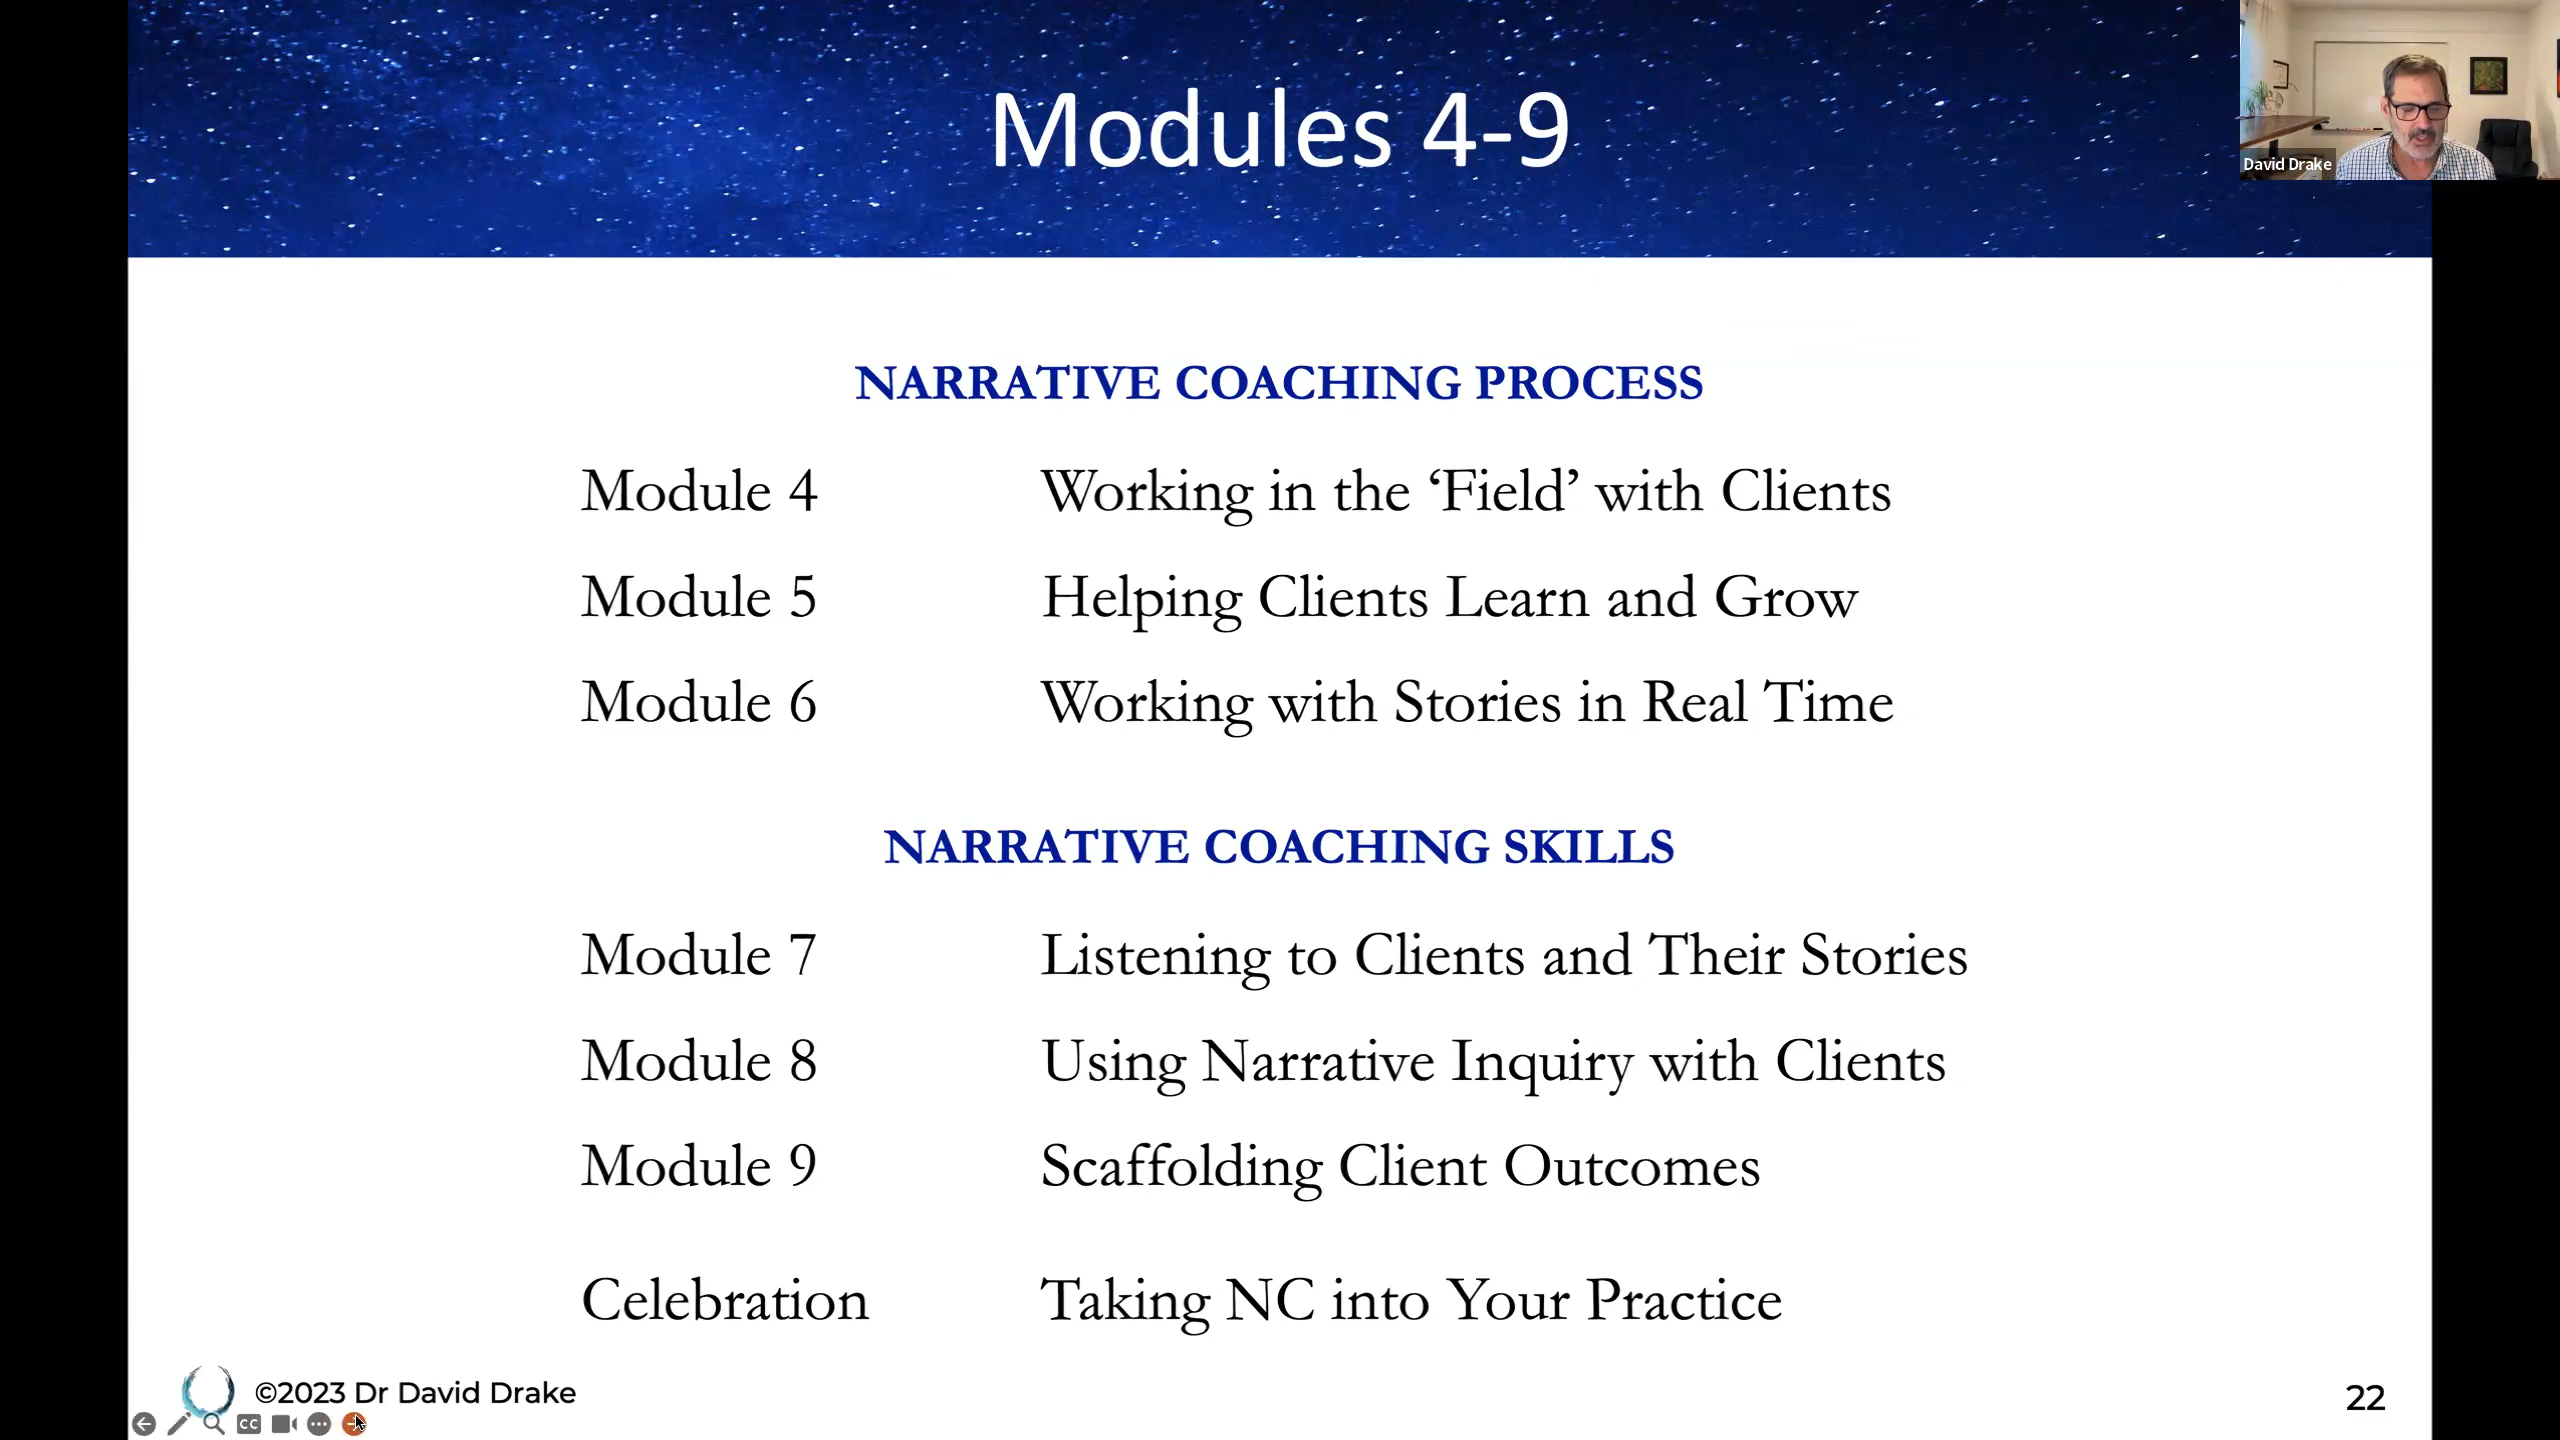 Modules 4-9
David Drake
NARRATIVE COACHING PROCESS
Module 4 Working in the ‘Field’ with Clients
Module 5 Helping Clients Learn and Grow
Module 6 Working with Stories in Real Time
NARRATIVE COACHING SKILLS
Module 7 Listening to Clients and Their Stories
Module 8 Using Narrative Inquiry with Clients
Module 9 Scaffolding Client Outcomes
Celebration Taking NC into Your Practice
©2023 Dr David Drake
22
CC